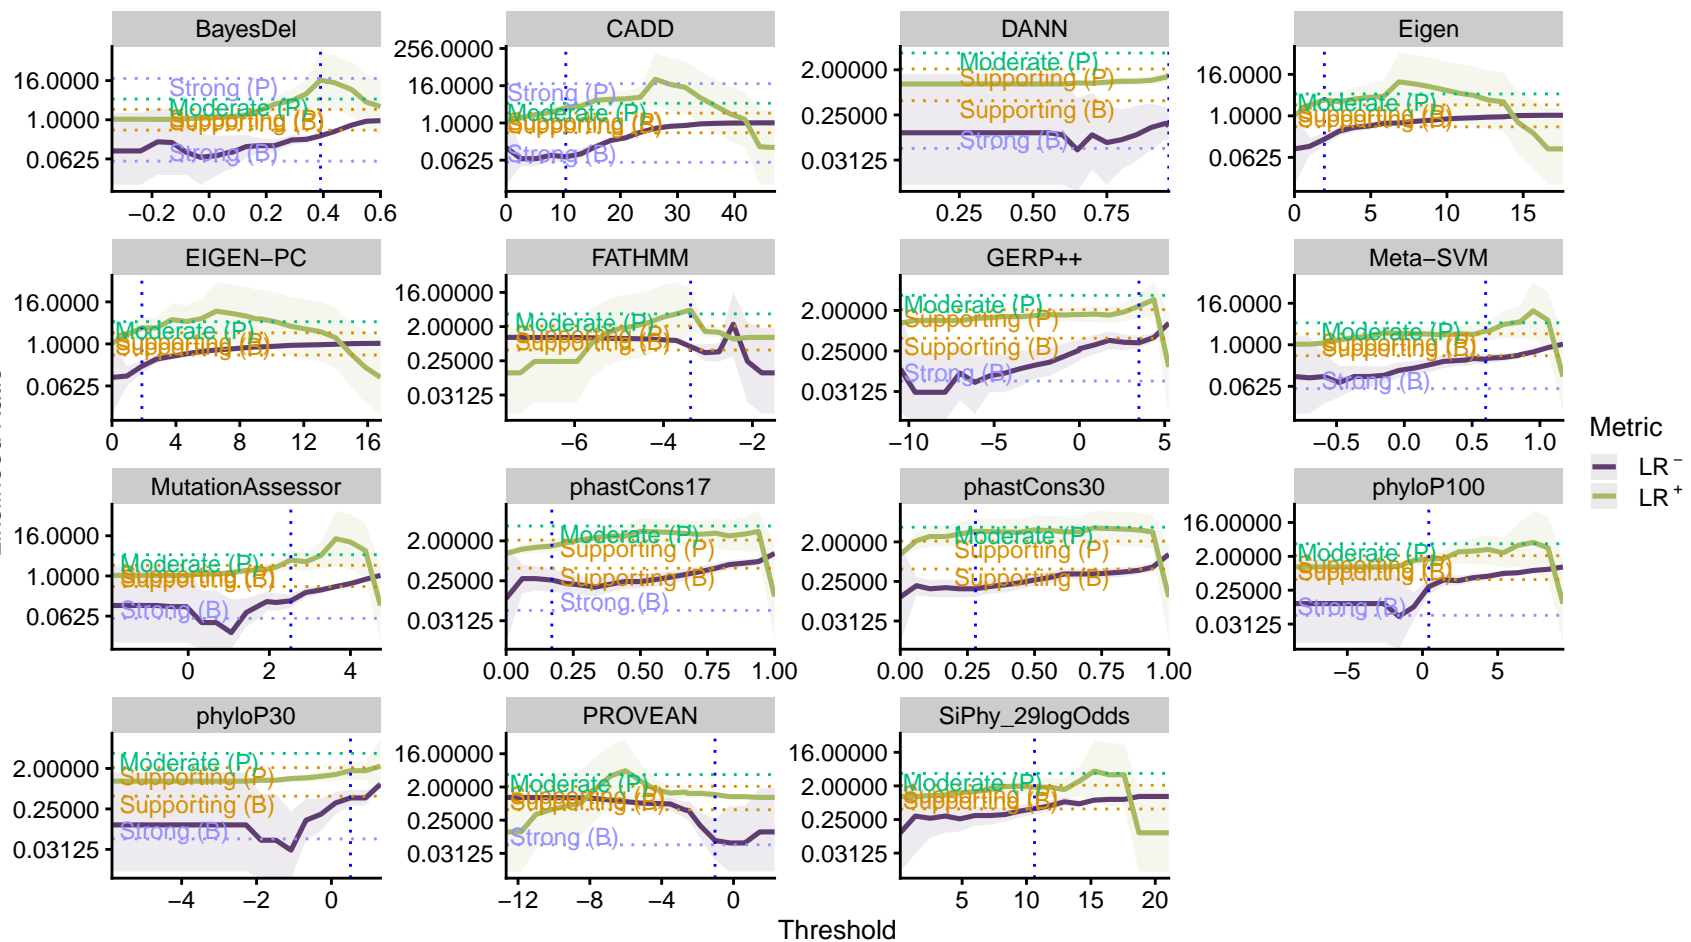 BayesDel
CADD
DANN
Eigen
16.0000
1.0000
0.0625
Strong (P)
Moderate (P)
Supporting (P)
Supporting (B)
Strong (B)
−0.2 0.0 0.2 0.4 0.6
256.0000
16.0000
1.0000
0.0625
Strong (P)
Moderate (P)
Supporting (P)
Supporting (B)
Strong (B)
0 10 20 30 40
2.00000
0.25000
0.03125
Moderate (P)
Supporting (P)
Supporting (B)
Strong (B)
0.25 0.50 0.75
16.0000
1.0000
0.0625
Moderate (P)
Supporting (P)
Supporting (B)
0 5 10 15
EIGEN−PC
FATHMM
GERP++
Meta−SVM
16.0000
1.0000
0.0625
Moderate (P)
Supporting (P)
Supporting (B)
0 4 8 12 16
16.00000
2.00000
0.25000
0.03125
Moderate (P)
Supporting (P)
Supporting (B)
−6 −4 −2
2.00000
0.25000
0.03125
Moderate (P)
Supporting (P)
Supporting (B)
Strong (B)
−10 −5 0 5
16.0000
1.0000
0.0625
Moderate (P)
Supporting (P)
Supporting (B)
Strong (B)
−0.5 0.0 0.5 1.0
Metric
LR −
LR +
MutationAssessor
phastCons17
phastCons30
phyloP100
16.0000
1.0000
0.0625
Moderate (P)
Supporting (P)
Supporting (B)
Strong (B)
0 2 4
2.00000
0.25000
0.03125
Moderate (P)
Supporting (P)
Supporting (B)
Strong (B)
0.00 0.25 0.50 0.75 1.00
2.00000
0.25000
0.03125
Moderate (P)
Supporting (P)
Supporting (B)
0.00 0.25 0.50 0.75 1.00
16.00000
2.00000
0.25000
0.03125
Moderate (P)
Supporting (P)
Supporting (B)
Strong (B)
−5 0 5
phyloP30
PROVEAN
SiPhy_29logOdds
2.00000
0.25000
0.03125
Moderate (P)
Supporting (P)
Supporting (B)
Strong (B)
−4 −2 0
16.00000
2.00000
0.25000
0.03125
Moderate (P)
Supporting (P)
Supporting (B)
Strong (B)
−12 −8 −4 0
16.00000
2.00000
0.25000
0.03125
Moderate (P)
Supporting (P)
Supporting (B)
5 10 15 20
Threshold